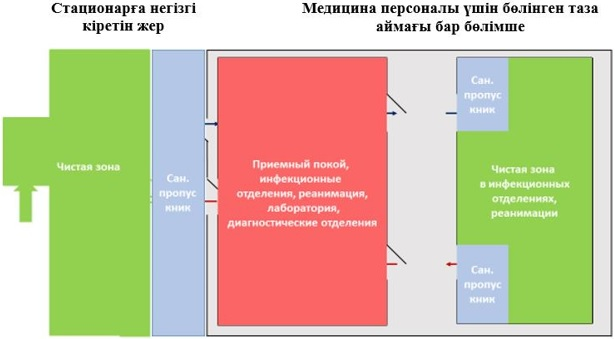 Стационарға негізгі
кіретін жер
Медицина персоналы үшін бөлінген таза
аймағы бар бөлімше
Чистая зона
Сан.
пропус
кник
Приемный покой,
инфекционные
отделения, реанимация,
лаборатория,
диагностические отделения
Сан.
пропус
кник
Чистая зона
в инфекционных
отделениях,
реанимации
Сан.
пропус
кник